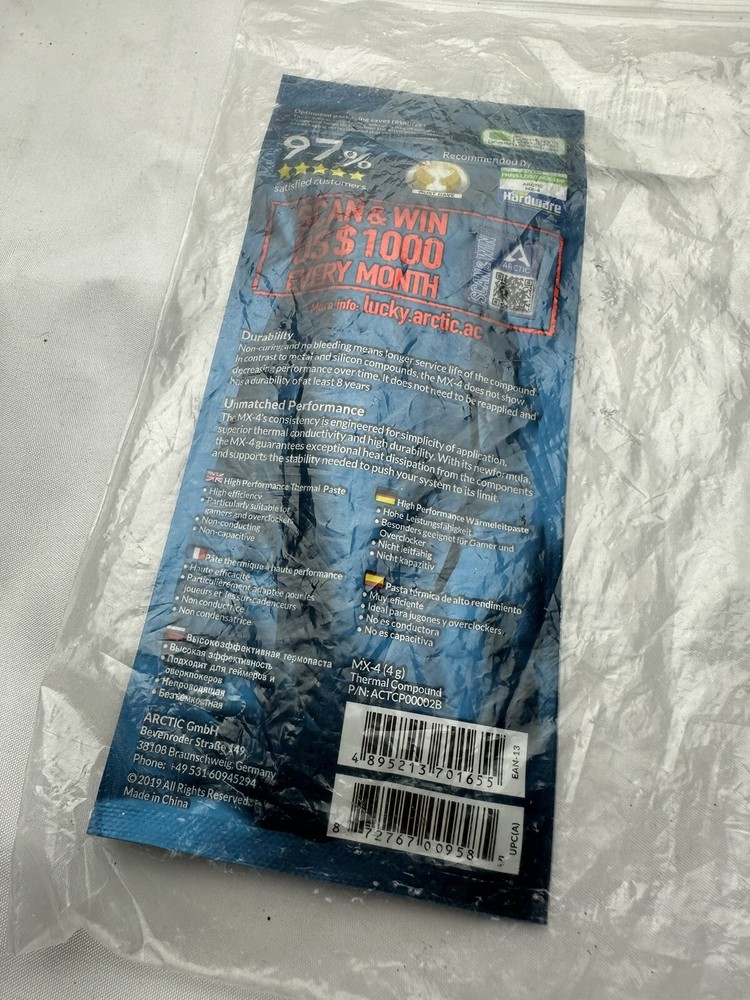 97%
satisfied customers
Recommended by
MUST HAVE
Hardware
SCAN & WIN
US $ 1000
EVERY MONTH
More info: lucky.arctic.ac
SCAN & WIN
ARCTIC
Durability
Non-curing and no bleeding means longer service life of the compound.
In contrast to metal and silicon compounds, the MX-4 does not show
decreasing performance over time. It does not need to be reapplied and
has a durability of at least 8 years
Unmatched Performance
The MX-4's consistency is engineered for simplicity of application,
superior thermal conductivity and high durability. With its new formula,
the MX-4 guarantees exceptional heat dissipation from the components
and supports the stability needed to push your system to its limit.
High Performance Thermal Paste
• High efficiency
• Particularly suitable for
gamers and overclockers
• Non-conducting
• Non-capacitive
High Performance Wärmeleitpaste
• Hohe Leistungsfähigkeit
• Besonders geeignet für Gamer und
Overclocker
• Nicht leitfähig
• Nicht kapazitiv
Pâte thermique haute performance
• Haute efficacité
• Particulièrement adaptée pour les
joueurs et les sur-cadenceurs
• Non conductrice
• Non condensatrice
Pasta térmica de alto rendimiento
• Muy eficiente
• Ideal para jugones y overclockers
• No es conductora
• No es capacitiva
Высокоэффективная термопаста
• Высокая эффективность
• Подходит для геймеров и
оверклокеров
• Непроводящая
• Безъемкостная
MX-4 (4 g)
Thermal Compound
P/N: ACTCP00002B
ARCTIC GmbH
Bevenroder Straße 149,
38108 Braunschweig, Germany
Phone: +49 531 60945294
© 2019 All Rights Reserved.
Made in China
4 895213 701655
EAN-13
8 72767 00958
UPC(A)